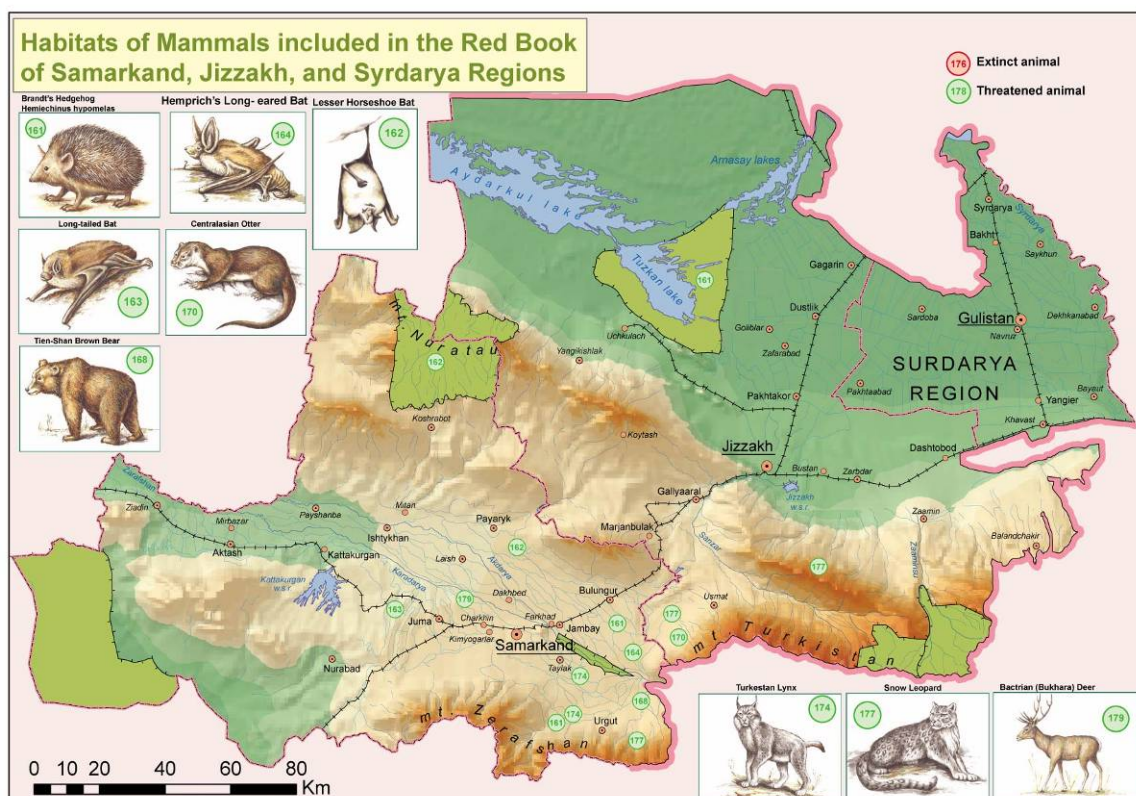 Habitats of Mammals included in the Red Book
of Samarkand, Jizzakh, and Syrdarya Regions
176 Extinct animal
178 Threatened animal
Brandt's Hedgehog
Hemiechinus hypomelas
161
Hemprich's Long- eared Bat
164
Lesser Horseshoe Bat
162
Long-tailed Bat
163
Centralasian Otter
170
Tien-Shan Brown Bear
168
Arnasay lakes
Aydarkul lake
Tuzkan lake
161
Syrdarya
Syrdarya
Bakht
Saykhun
Gagarin
Dustlik
Goliblar
Zafarabad
Uchkulach
Sardoba
Gulistan
Navruz
Dekhkanabad
SURDARYA
REGION
mt. Nuratau
162
Yangikishlak
Pakhtakor
Pakhtaabad
Yangier
Bayaut
Khavast
Koshrabot
Koytash
Jizzakh
Bustan
Zarbdar
Dashtobod
Jizzakh
w.s.r.
Gallyaaral
Marjanbulak
Zaamin
Balandchakir
Zaaminsu
Sanzar
177
Zarafshan
Ziadin
Mirbazar
Aktash
Payshanba
Mitan
Ishtykhan
Payaryk
162
Kattakurgan
Kattakurgan
w.s.r.
Laish
Akdarya
Karadarya
179
Dakhbed
Bulungur
163
Juma
Charkhin
Kimyogarlar
Farkhad
Jambay
161
Samarkand
164
Usmat
177
170
mt. Turkistan
Nurabad
Taylak
174
168
mt. Zerafshan
161
174
Urgut
177
Turkestan Lynx
174
Snow Leopard
177
Bactrian (Bukhara) Deer
179
0 10 20 40 60 80
Km